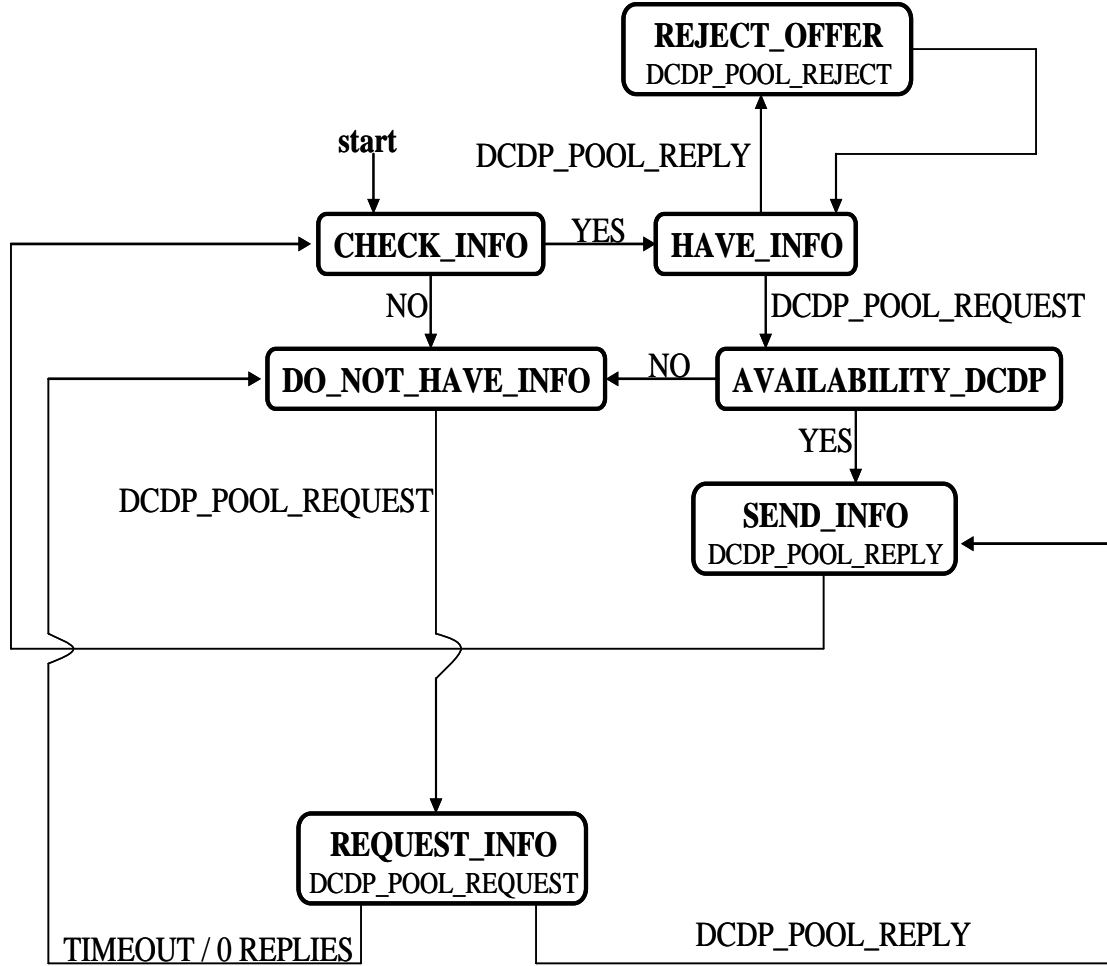 REJECT_OFFER
DCDP_POOL_REJECT
start
DCDP_POOL_REPLY
CHECK_INFO
YES
HAVE_INFO
NO
DCDP_POOL_REQUEST
DO_NOT_HAVE_INFO
NO
AVAILABILITY_DCDP
YES
DCDP_POOL_REQUEST
SEND_INFO
DCDP_POOL_REPLY
REQUEST_INFO
DCDP_POOL_REQUEST
TIMEOUT / 0 REPLIES
DCDP_POOL_REPLY